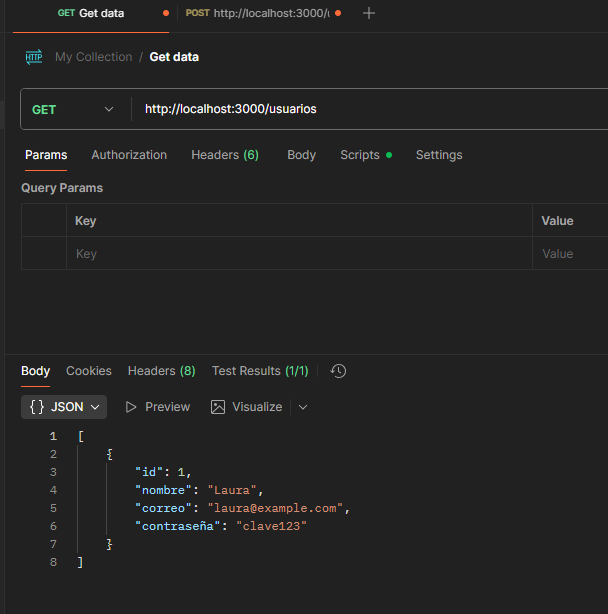 GET Get data POST http://localhost:3000/u
HTTP My Collection / Get data
GET http://localhost:3000/usuarios
Params Authorization Headers (6) Body Scripts Settings
Query Params
Key Value
Key Value
Body Cookies Headers (8) Test Results (1/1)
{ } JSON Preview Visualize
1 [
2 {
3 "id": 1,
4 "nombre": "Laura",
5 "correo": "laura@example.com",
6 "contraseña": "clave123"
7 }
8 ]